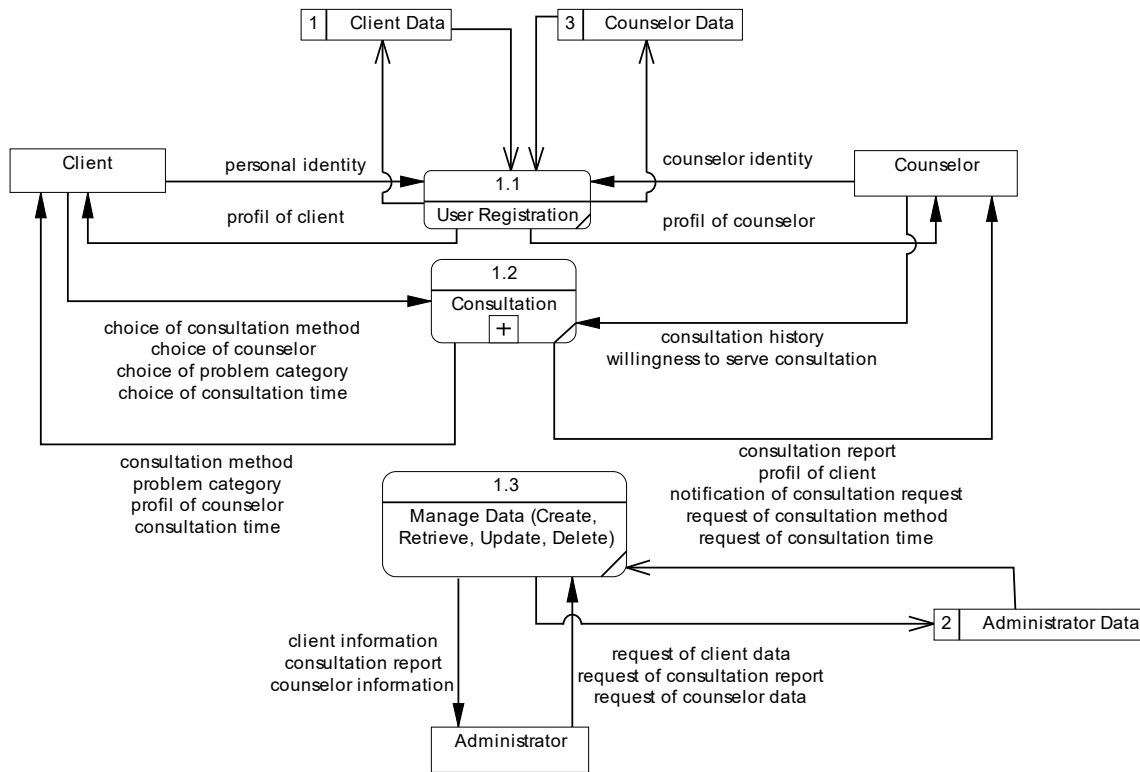 1 Client Data
3 Counselor Data
Client
personal identity
counselor identity
Counselor
1.1
User Registration
profil of client
profil of counselor
1.2
Consultation
choice of consultation method
choice of counselor
choice of problem category
choice of consultation time
consultation history
willingness to serve consultation
consultation method
problem category
profil of counselor
consultation time
consultation report
profil of client
notification of consultation request
request of consultation method
request of consultation time
1.3
Manage Data (Create,
Retrieve, Update, Delete)
2 Administrator Data
client information
consultation report
counselor information
request of client data
request of consultation report
request of counselor data
Administrator